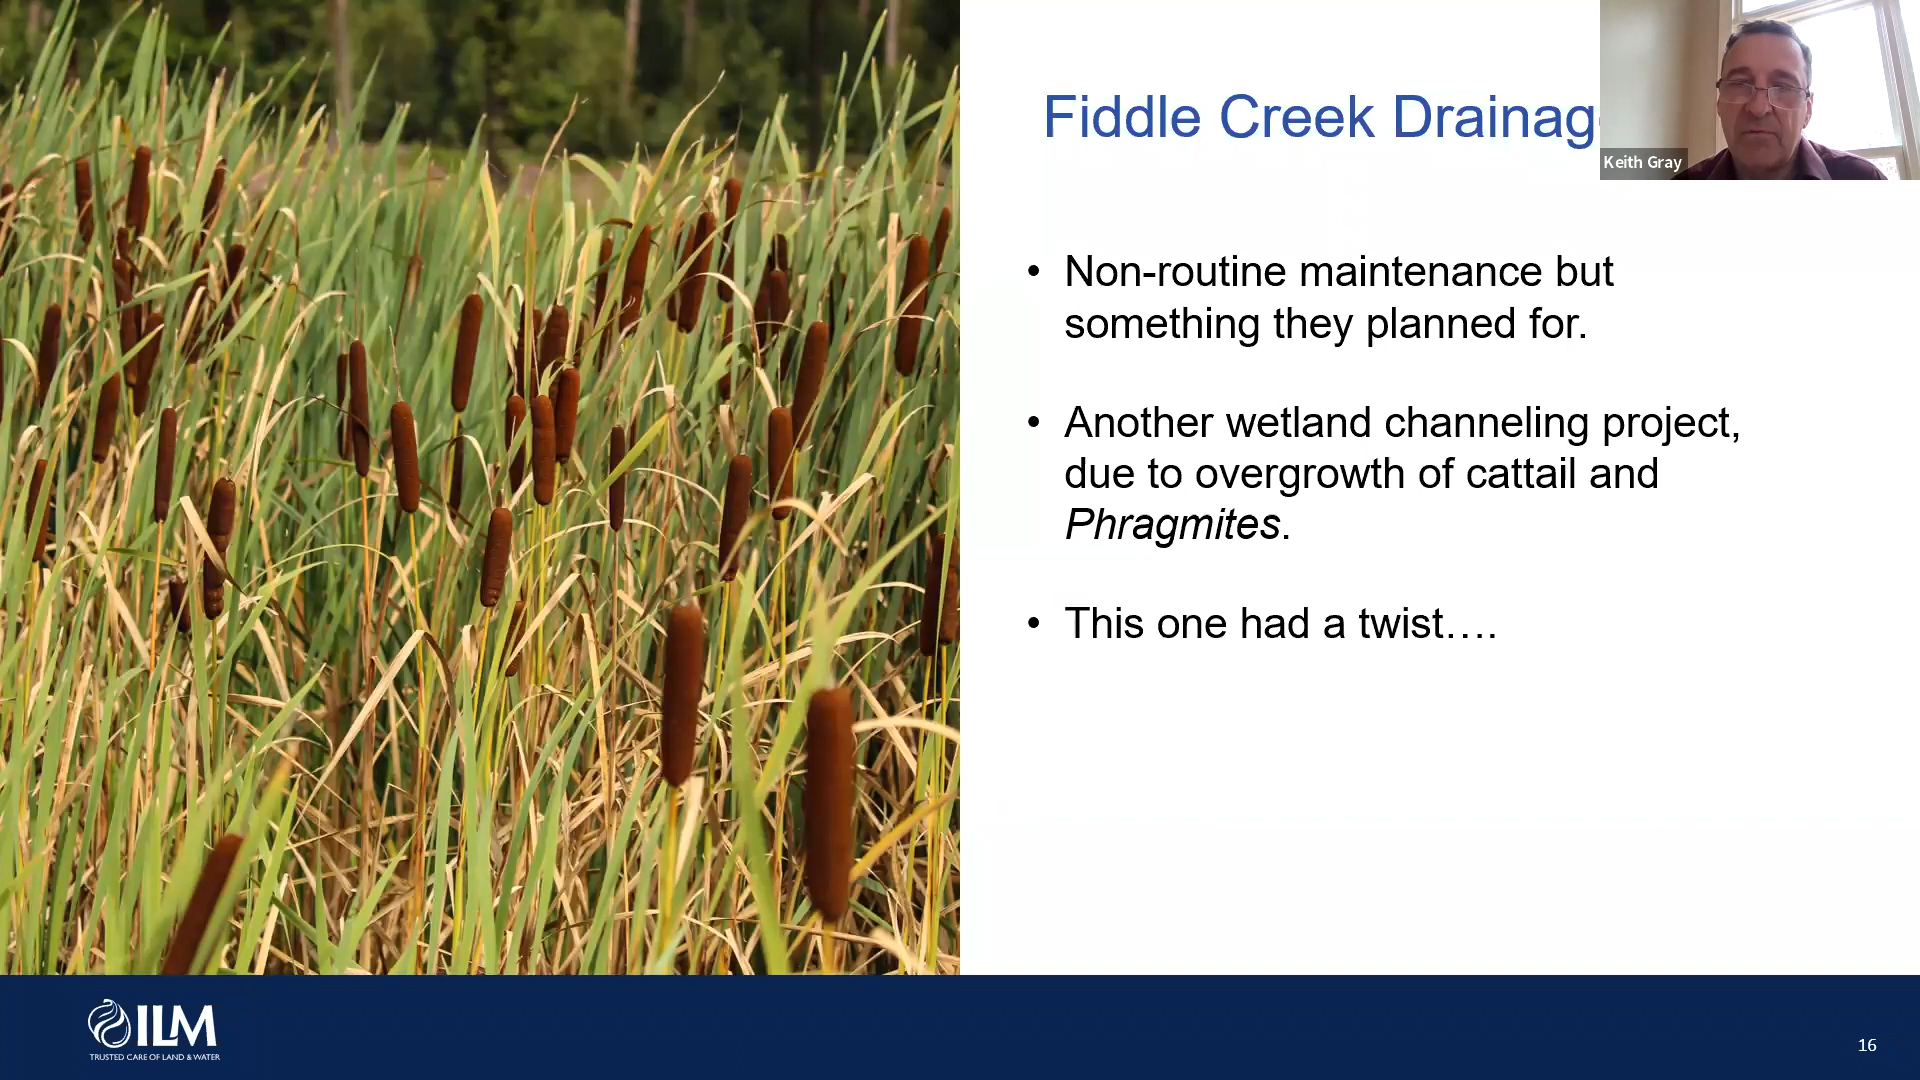 Fiddle Creek Drainag
Keith Gray
• Non-routine maintenance but
something they planned for.
• Another wetland channeling project,
due to overgrowth of cattail and
Phragmites.
• This one had a twist….
ILM
TRUSTED CARE OF LAND & WATER
16